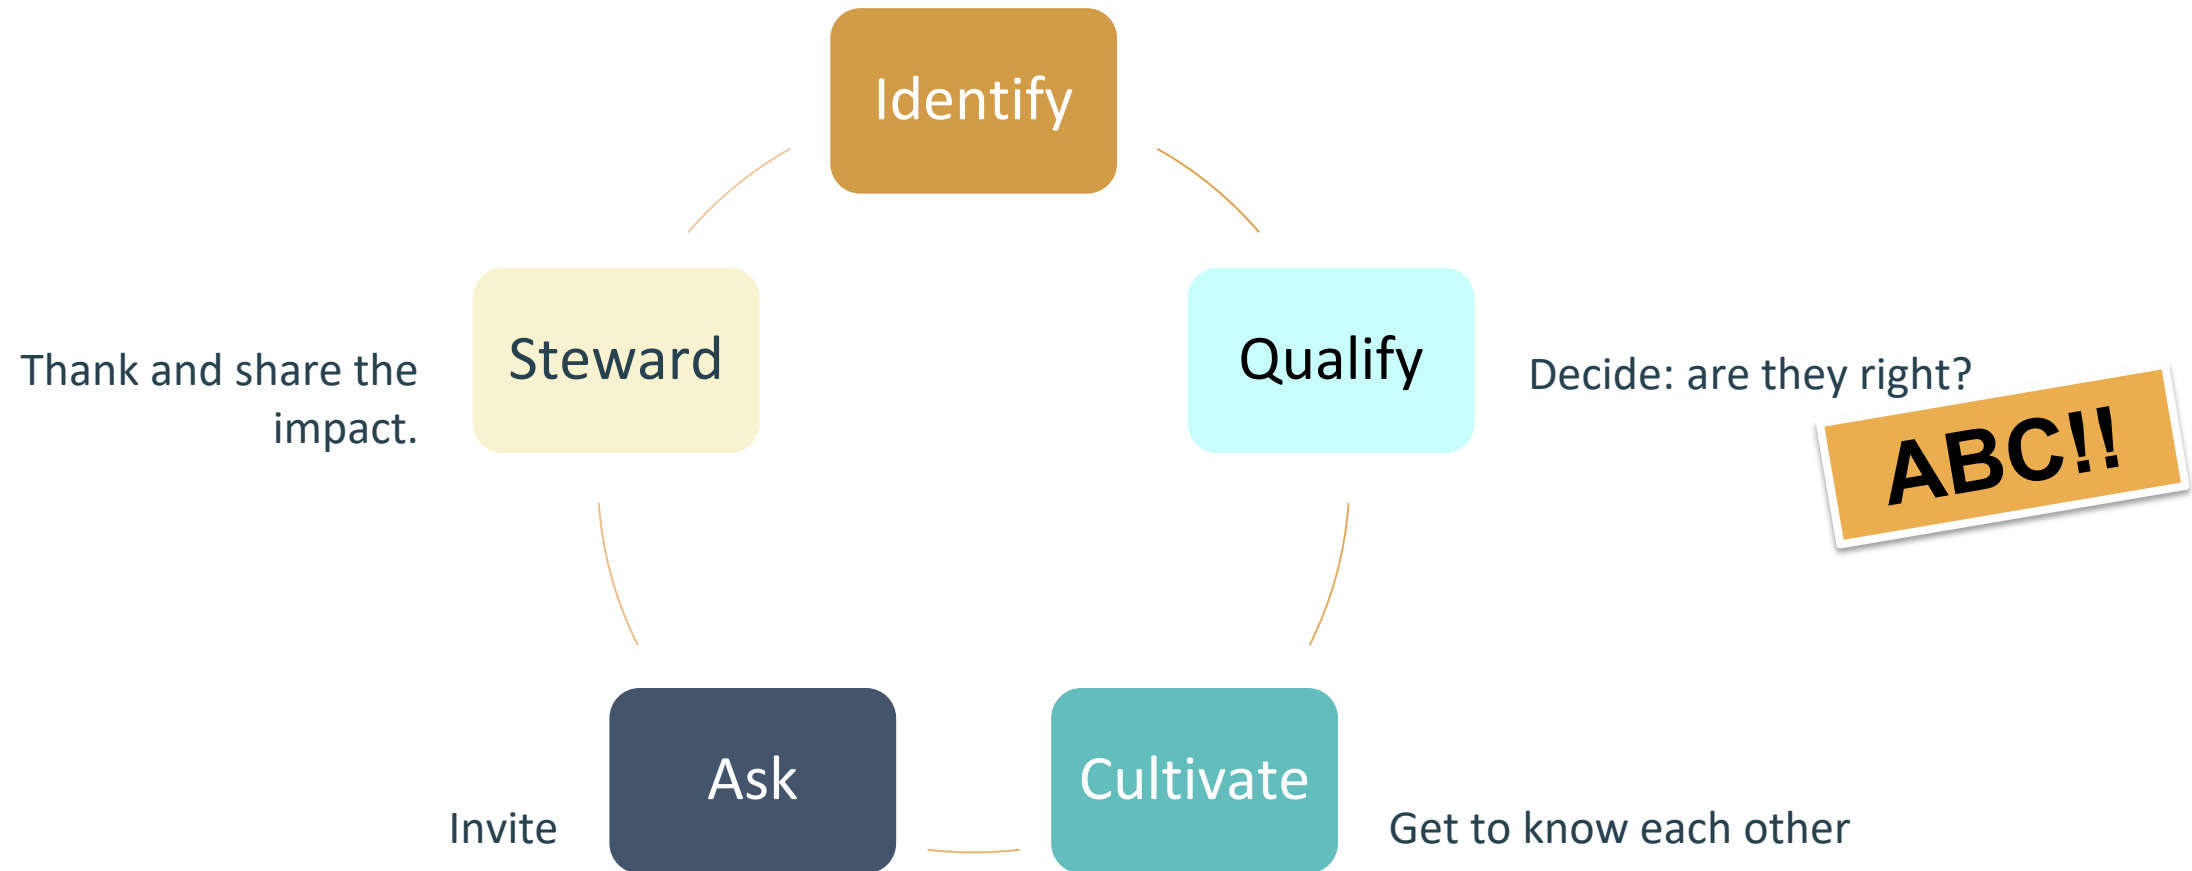 Identify
Steward
Qualify
Thank and share the
impact.
Decide: are they right?
ABC!!
Ask
Cultivate
Invite
Get to know each other